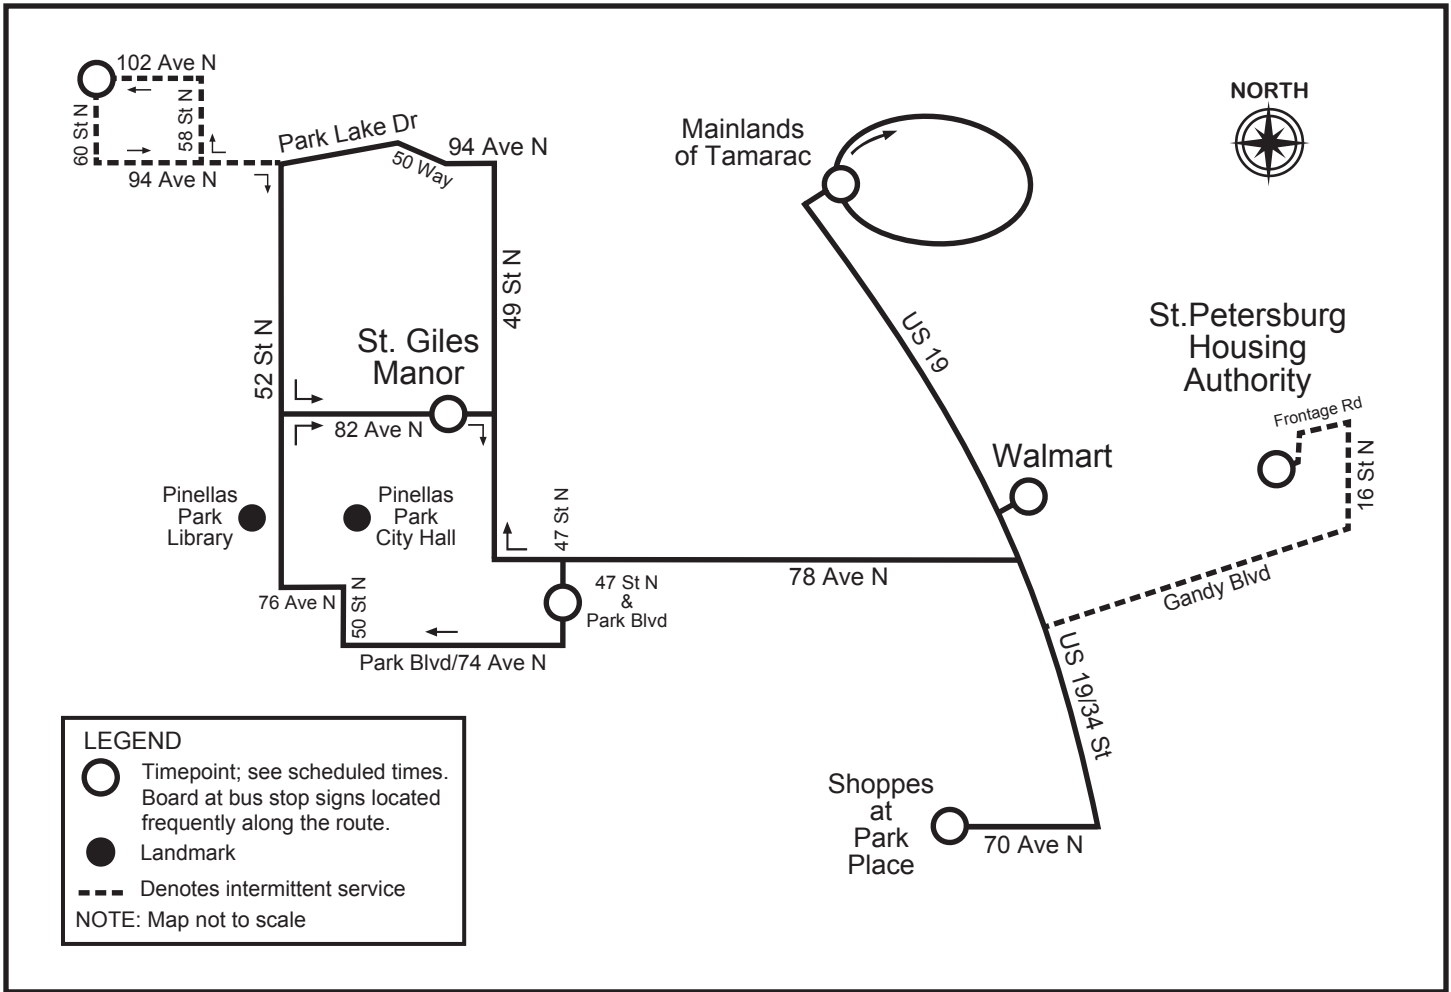 102 Ave N
60 St N
58 St N
94 Ave N
Park Lake Dr
50 Way
94 Ave N
49 St N
52 St N
St. Giles
Manor
82 Ave N
Pinellas
Park
Library
Pinellas
Park
City Hall
76 Ave N
50 St N
Park Blvd/74 Ave N
47 St N
47 St N
&
Park Blvd
78 Ave N
Mainlands
of Tamarac
US 19
Walmart
NORTH
St.Petersburg
Housing
Authority
Frontage Rd
16 St N
Gandy Blvd
US 19/34 St
Shoppes
at
Park
Place
70 Ave N
LEGEND
Timepoint; see scheduled times.
Board at bus stop signs located
frequently along the route.
Landmark
Denotes intermittent service
NOTE: Map not to scale